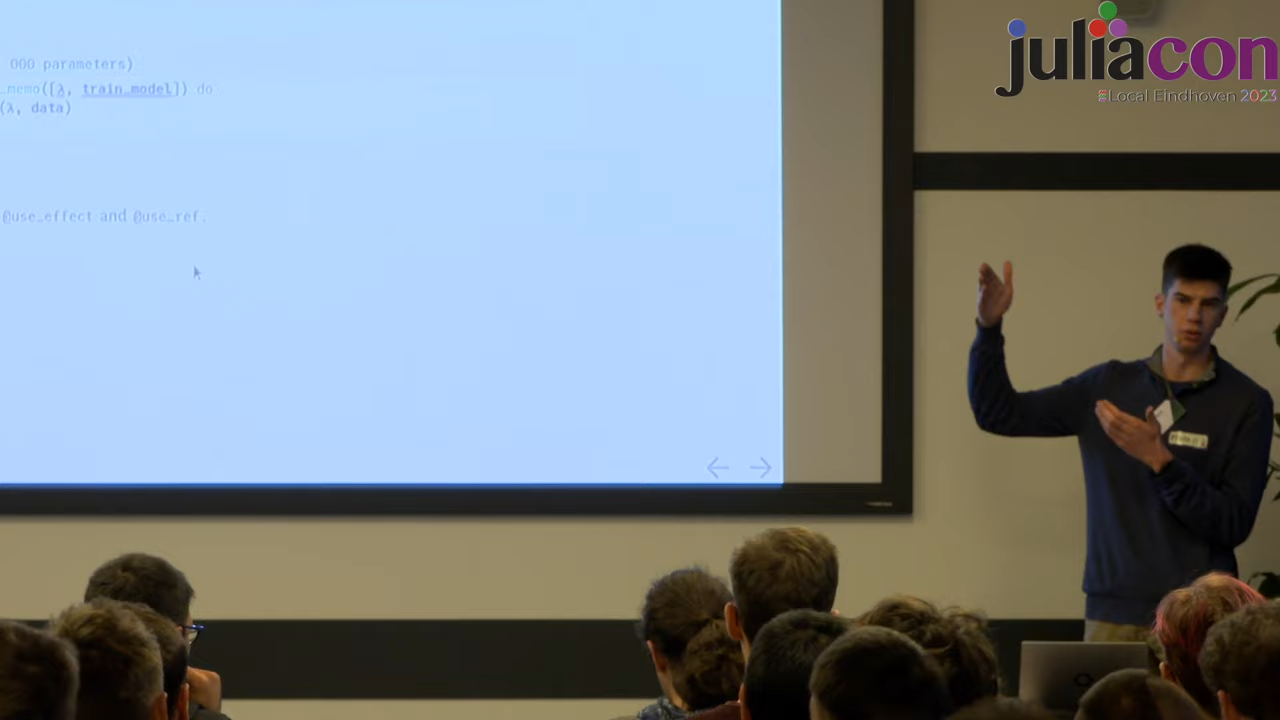 000 parameters)
_memo([λ, train_model]) do
(λ, data)
@use_effect and @use_ref.
juliacon
Local Eindhoven 2023